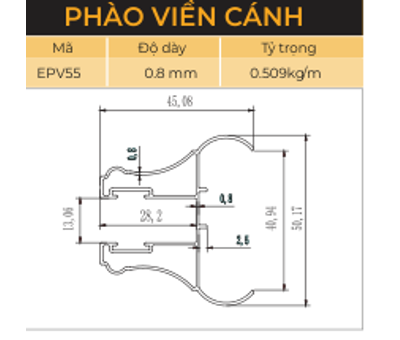 PHÀO VIỀN CÁNH
Mã Độ dày Tỷ trọng
EPV55 0.8 mm 0.509kg/m
45,08
0,8
0,8
13,06
28,2
2,5
40,94
50,17